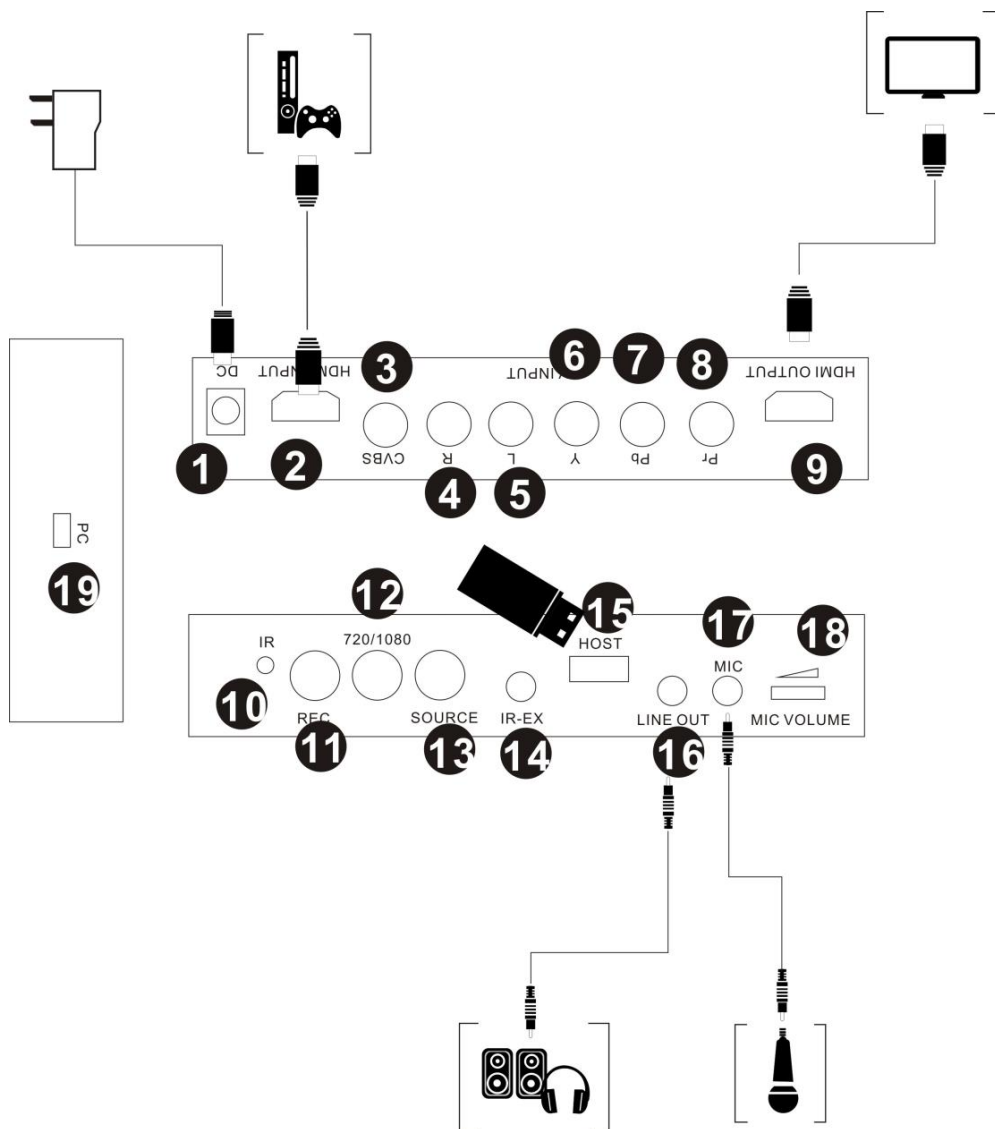 3
6
7
8
DC
HDMI INPUT
INPUT
HDMI OUTPUT
1
2
CVBS
R
L
Y
Pb
Pr
9
4
5
PC
19
12
15
17
18
IR
720/1080
HOST
MIC
10
REC
SOURCE
IR-EX
LINE OUT
MIC VOLUME
11
13
14
16